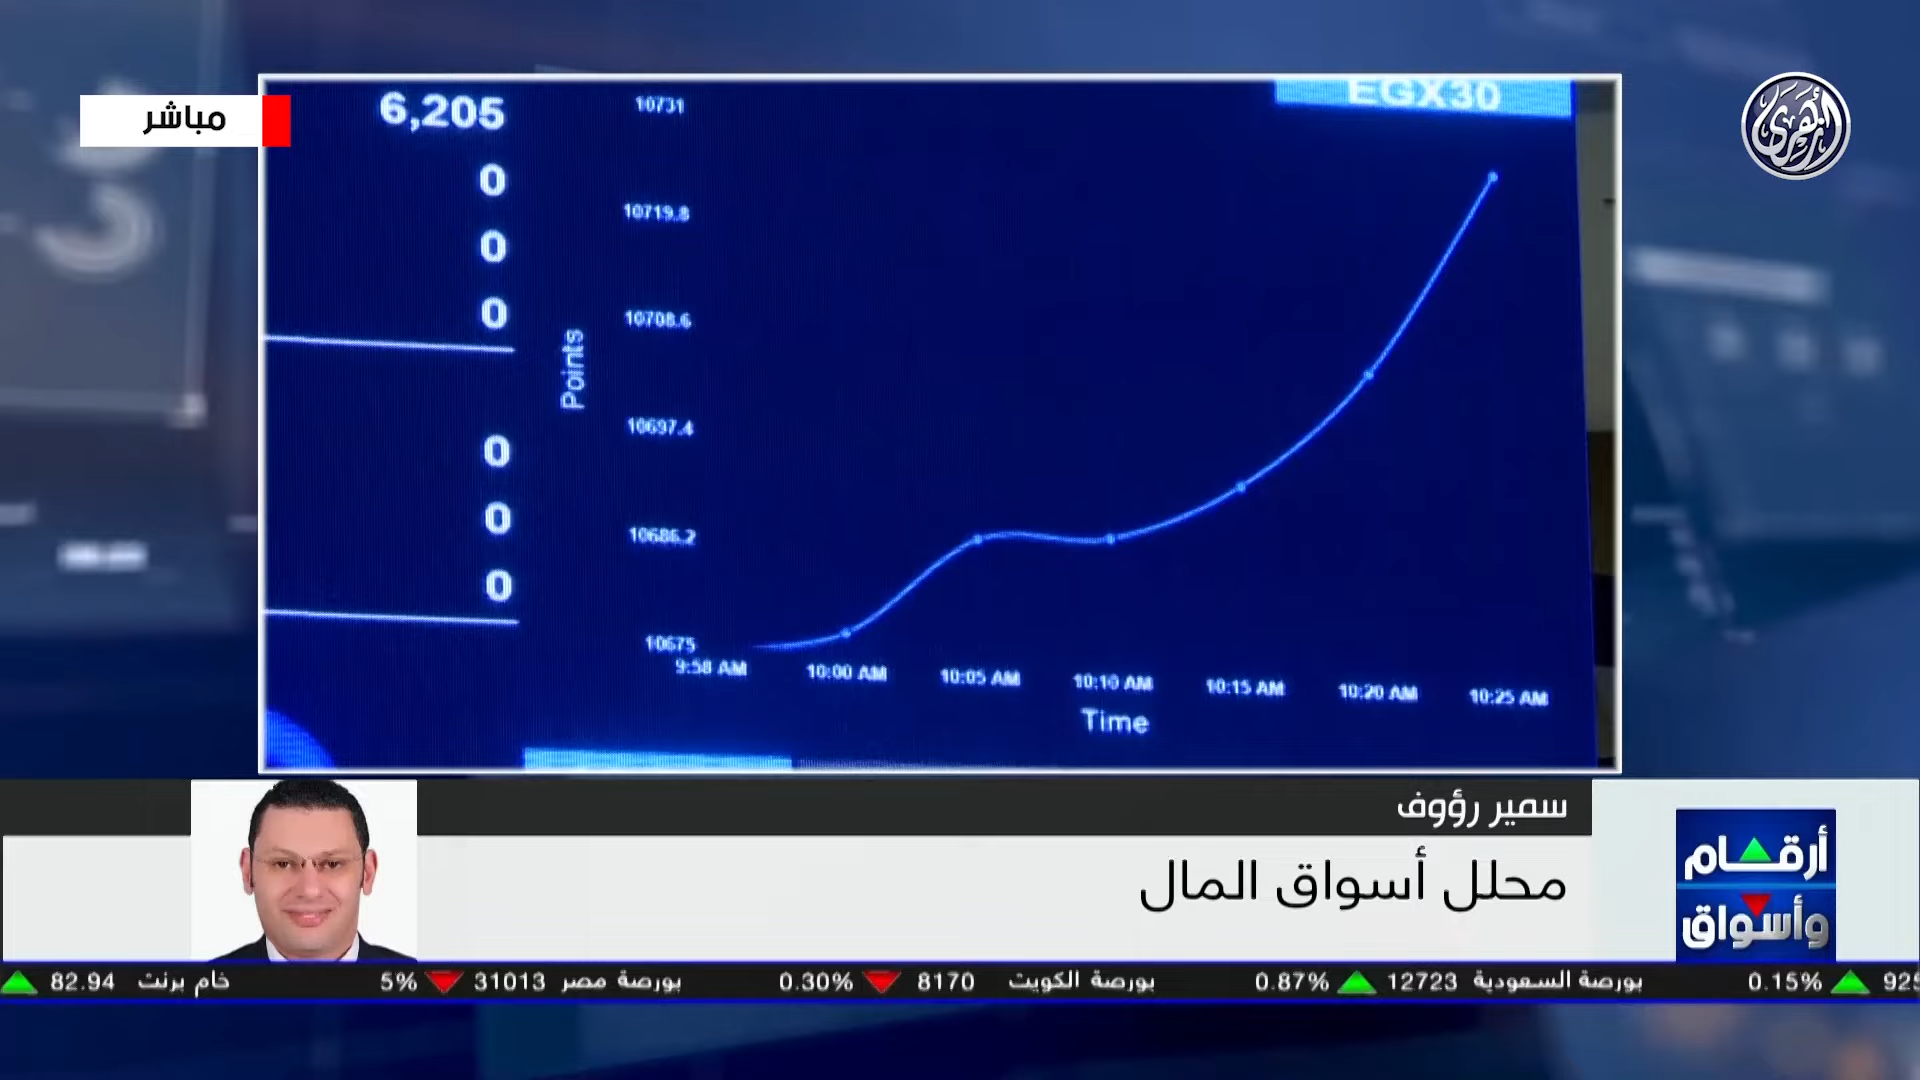 مباشر
EGX30
6,205
0
0
0
0
0
0
Points
10731
10719.8
10708.6
10697.4
10686.2
10675
9:58 AM 10:00 AM 10:05 AM 10:10 AM 10:15 AM 10:20 AM 10:25 AM
Time
سمير رؤوف
محلل أسواق المال
أرقام
وأسواق
925 0.15% بورصة السعودية 12723 0.87% بورصة الكويت 8170 0.30% بورصة مصر 31013 5% خام برنت 82.94